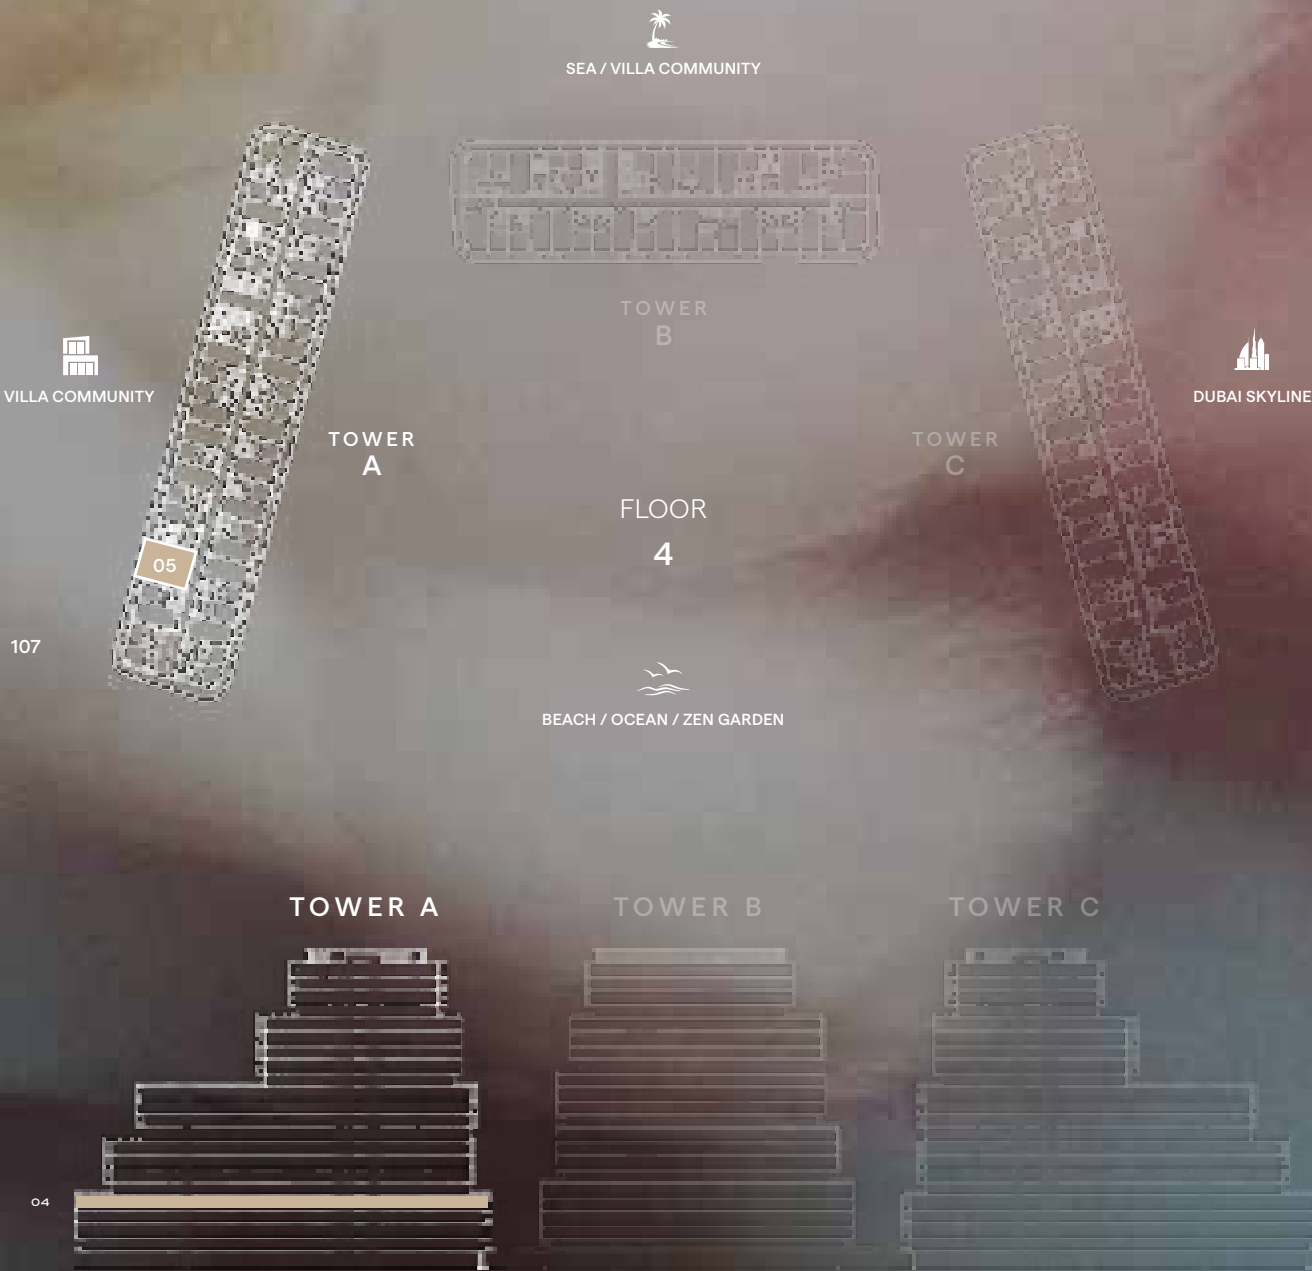 SEA / VILLA COMMUNITY
TOWER
B
VILLA COMMUNITY
DUBAI SKYLINE
TOWER
A
TOWER
C
FLOOR
4
05
107
BEACH / OCEAN / ZEN GARDEN
TOWER A
TOWER B
TOWER C
04